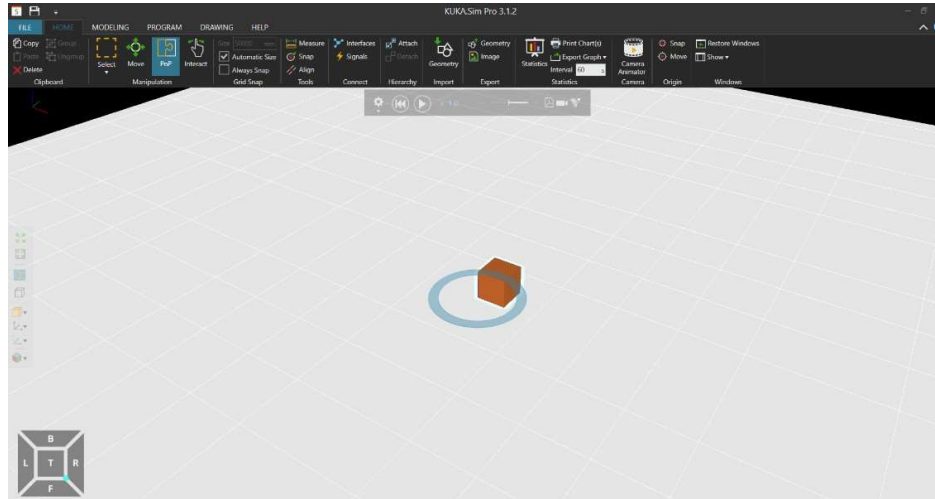 S
KUKA.Sim Pro 3.1.2
FILE HOME MODELING PROGRAM DRAWING HELP
Copy Group Size mm Measure Interfaces Attach Geometry Print Chart(s) Snap Restore Windows
Paste Ungroup Select Move PnP Interact Automatic Size Snap Signals Detach Geometry Image Statistics Export Graph Camera Animator Move Show
Delete Always Snap Align Interval 60 s
Clipboard Manipulation Grid Snap Tools Connect Hierarchy Import Export Statistics Camera Origin Windows
B
L T R
F